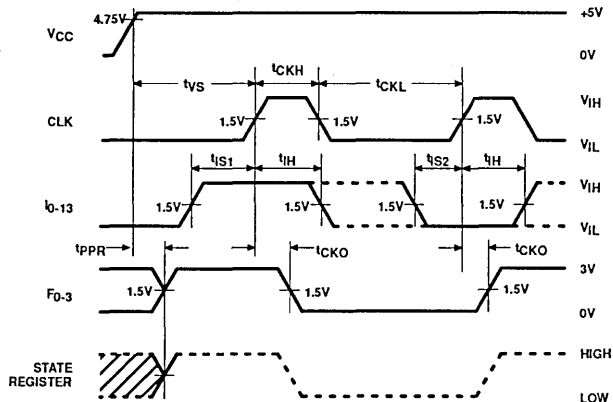 +5V
4.75V
VCC
0V
tCKH
tVS
tCKL
VIH
CLK
1.5V
1.5V
1.5V
VIL
tIS1
tIH
tIS2
tIH
VIH
I0-13
1.5V
1.5V
1.5V
1.5V
VIL
tPPR
tCKO
tCKO
3V
F0-3
1.5V
1.5V
1.5V
0V
HIGH
STATE
REGISTER
LOW